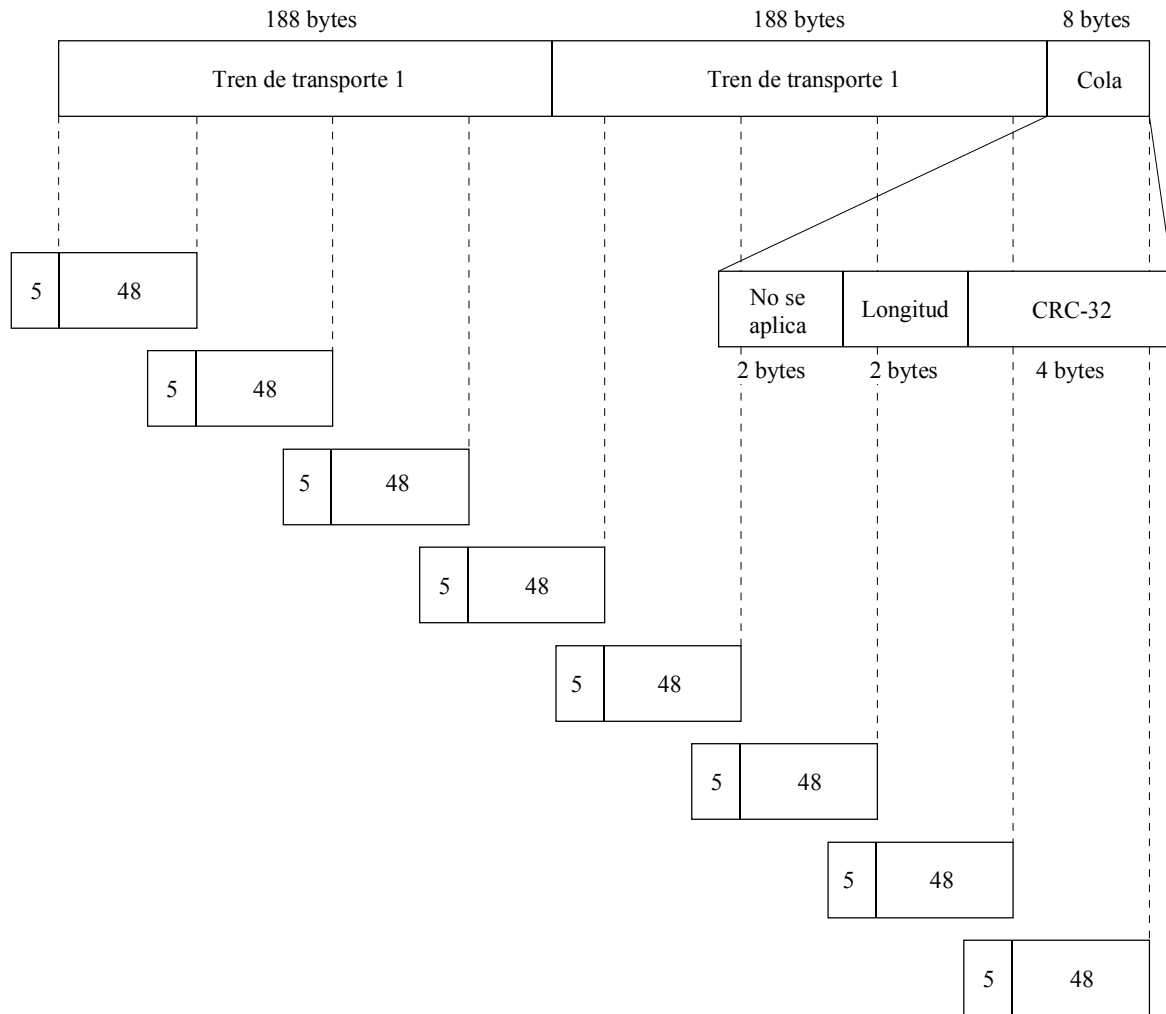 188 bytes 188 bytes 8 bytes
Tren de transporte 1 Tren de transporte 1 Cola
5 48
No se aplica Longitud CRC-32
2 bytes 2 bytes 4 bytes
5 48
5 48
5 48
5 48
5 48
5 48
5 48